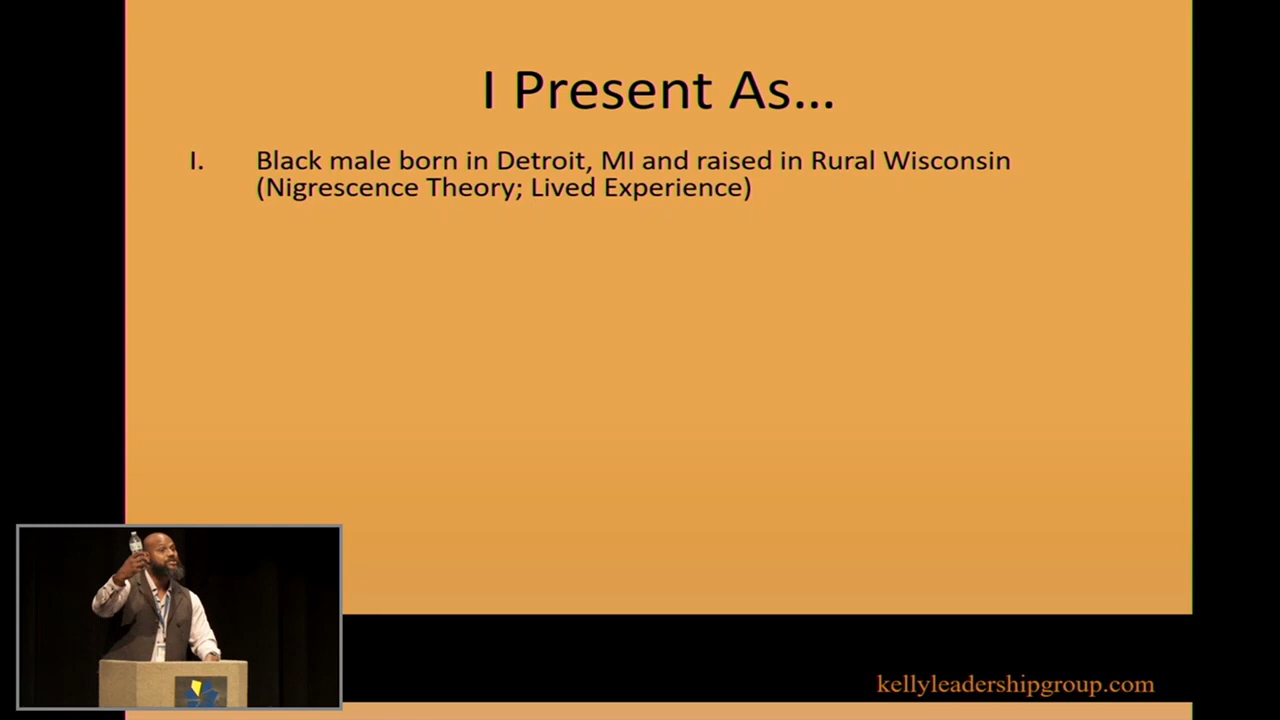 I Present As...
I. Black male born in Detroit, MI and raised in Rural Wisconsin
(Nigrescence Theory; Lived Experience)
kellyleadershipgroup.com